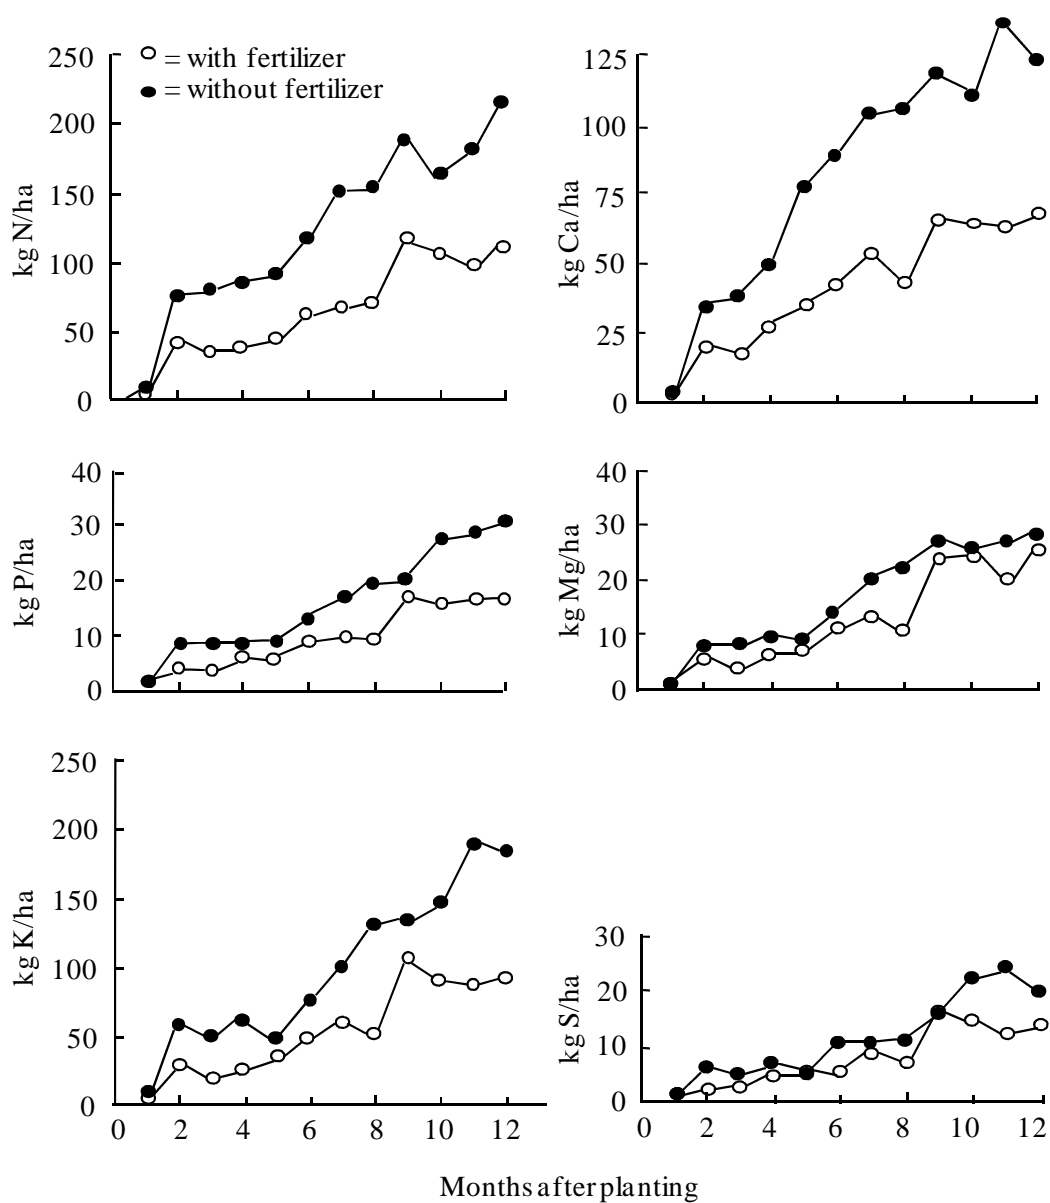 250
200
150
100
50
0
kg N/ha
= with fertilizer
= without fertilizer
125
100
75
50
25
0
kg Ca/ha
40
30
20
10
0
kg P/ha
40
30
20
10
0
kg Mg/ha
250
200
150
100
50
0
kg K/ha
0 2 4 6 8 10 12
30
20
10
0
kg S/ha
0 2 4 6 8 10 12
Months after planting